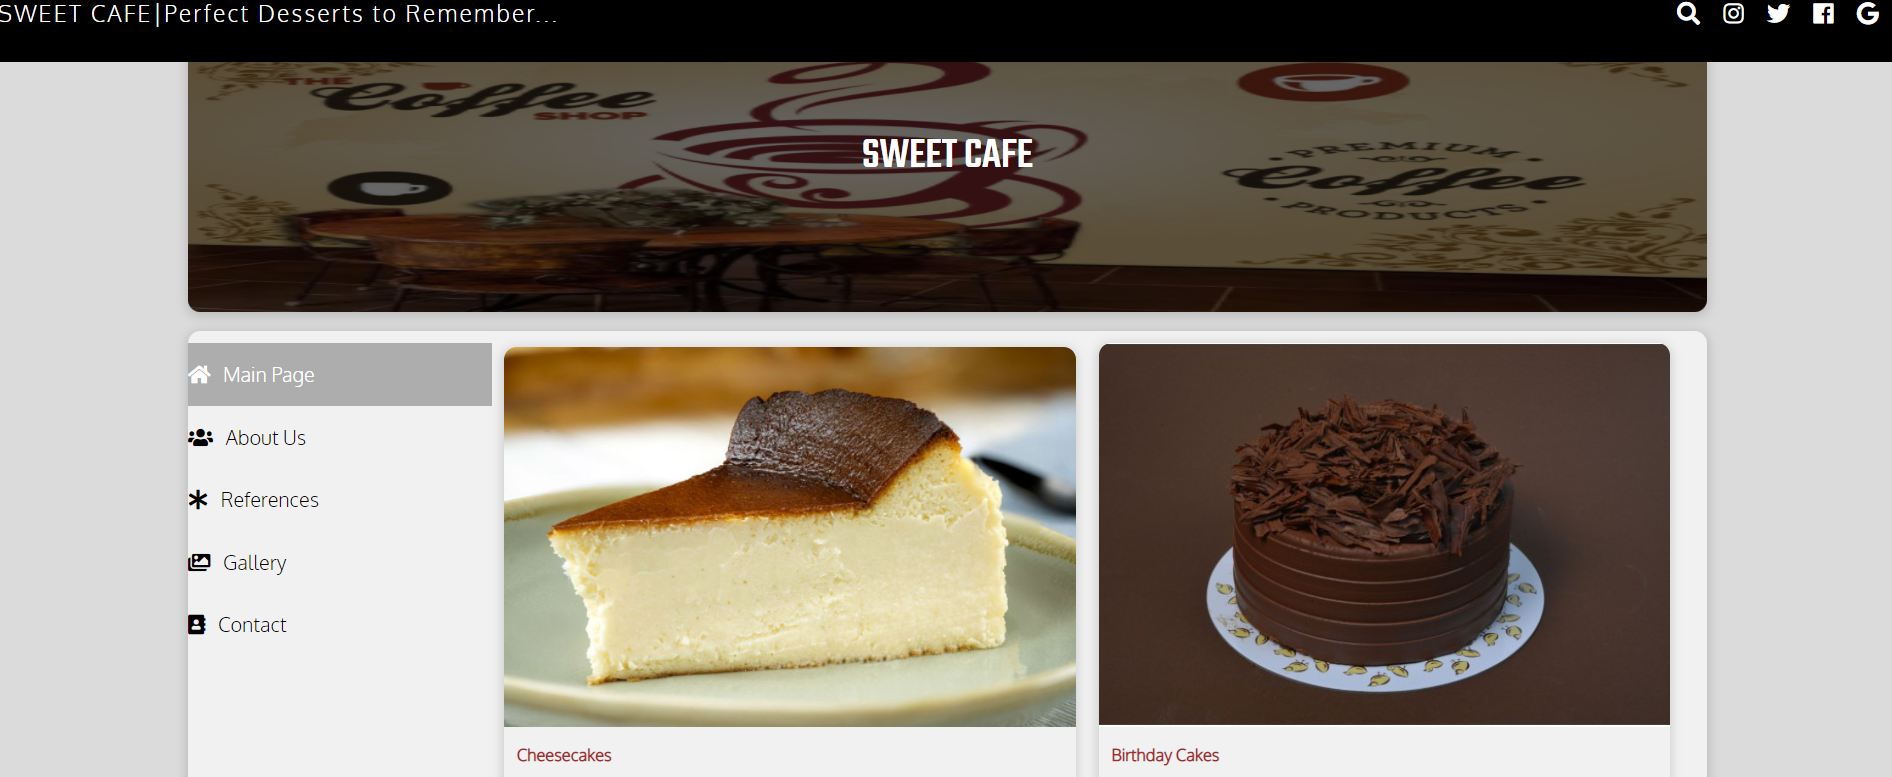 SWEET CAFE|Perfect Desserts to Remember...
THE
Coffee
SHOP
SWEET CAFE
PREMIUM
Coffee
PRODUCTS
Main Page
About Us
References
Gallery
Contact
Cheesecakes
Birthday Cakes